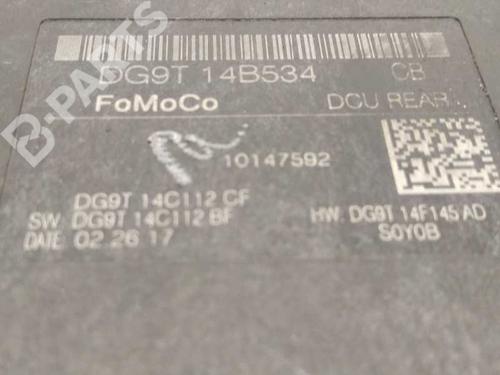 DG9T 14B534 CB
FoMoCo DCU REAR
10147592
DG9T 14C112 CF
SW: DG9T 14C112 BF HW: DG9T 14F145 AD
DATE: 02.26.17 S0Y0B
B-PARTS
B-PARTS